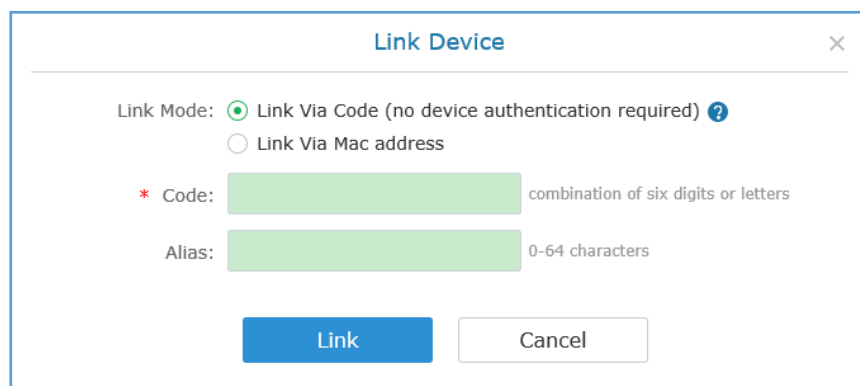 Link Device
Link Mode: Link Via Code (no device authentication required) ?
Link Via Mac address
* Code: combination of six digits or letters
Alias: 0-64 characters
Link Cancel